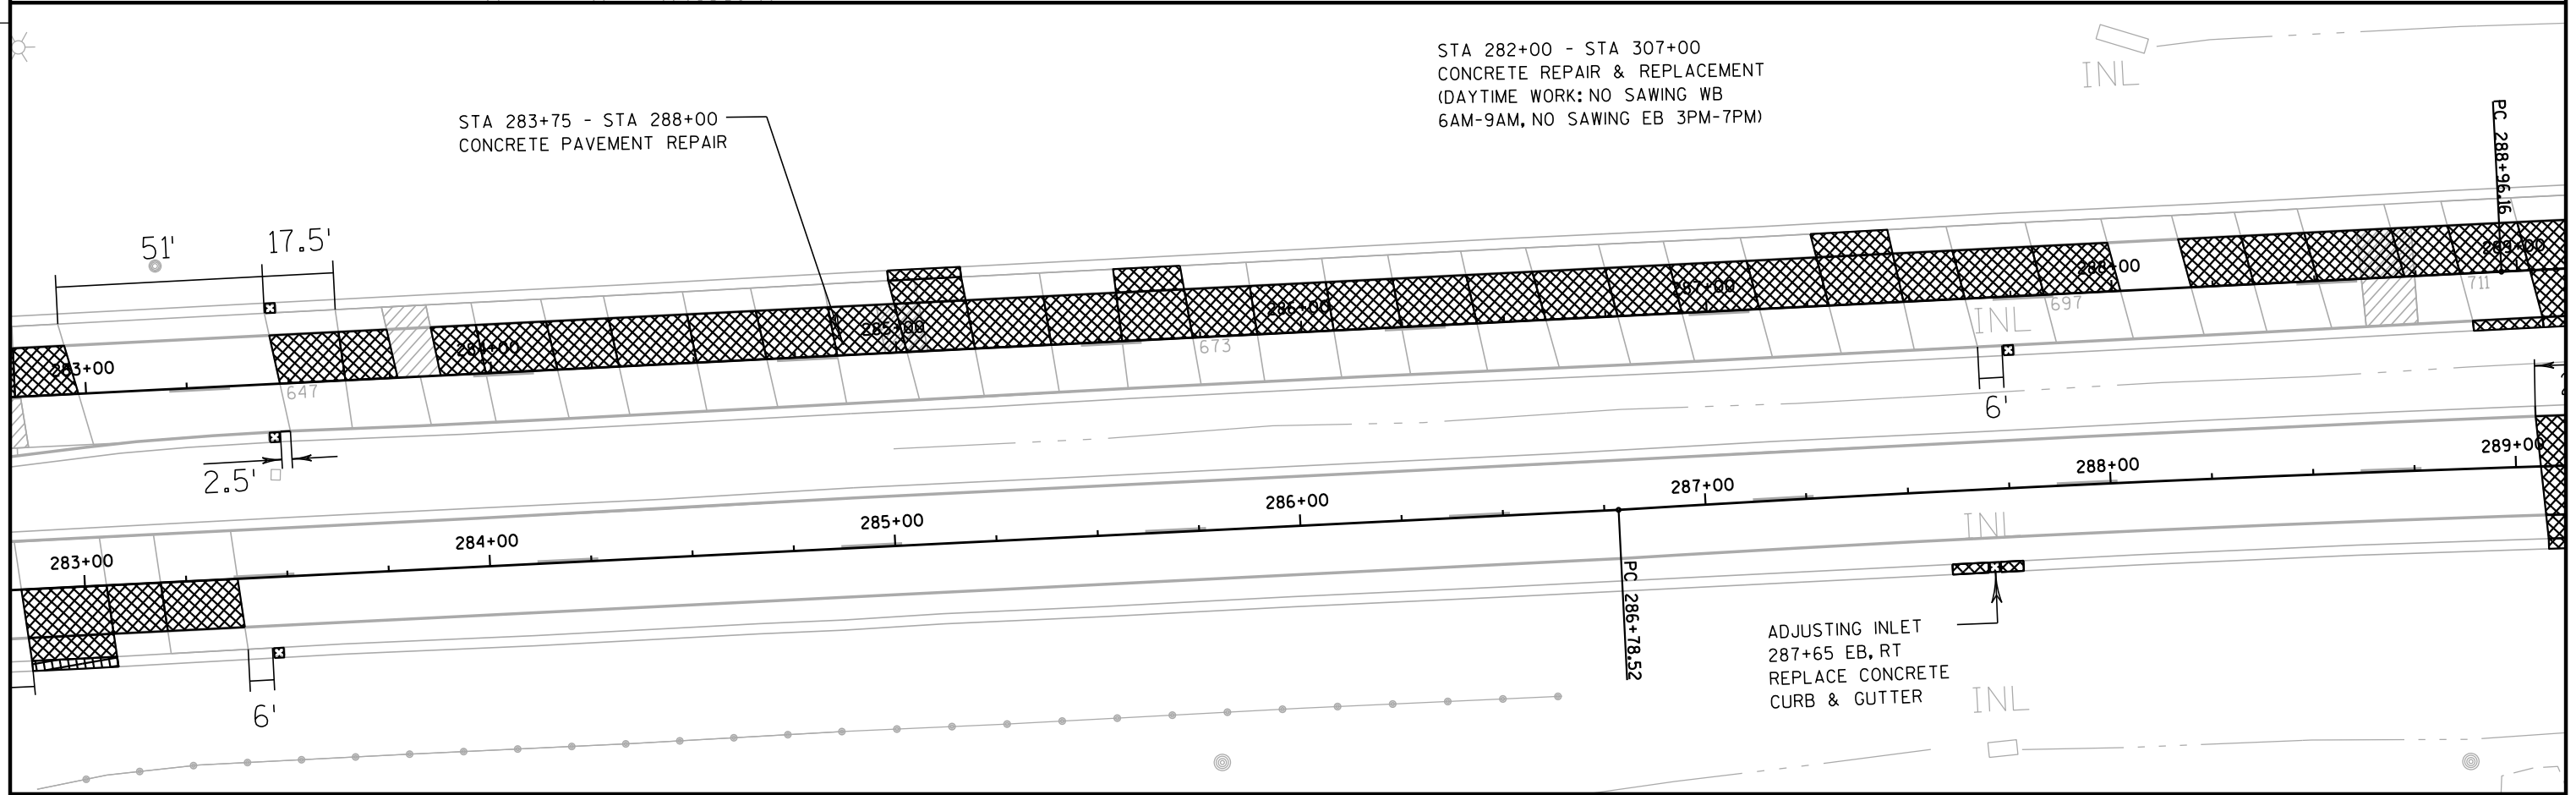 STA 282+00 - STA 307+00
CONCRETE REPAIR & REPLACEMENT
(DAYTIME WORK: NO SAWING WB
6AM-9AM, NO SAWING EB 3PM-7PM)
INL
STA 283+75 - STA 288+00
CONCRETE PAVEMENT REPAIR
PC 288+96.16
51'
17.5'
283+00
284+00
285+00
286+00
287+00
288+00
289+00
647
673
697
711
INL
6'
2.5'
283+00
284+00
285+00
286+00
287+00
288+00
289+00
INL
PC 286+78.52
6'
ADJUSTING INLET
287+65 EB, RT
REPLACE CONCRETE
CURB & GUTTER
INL